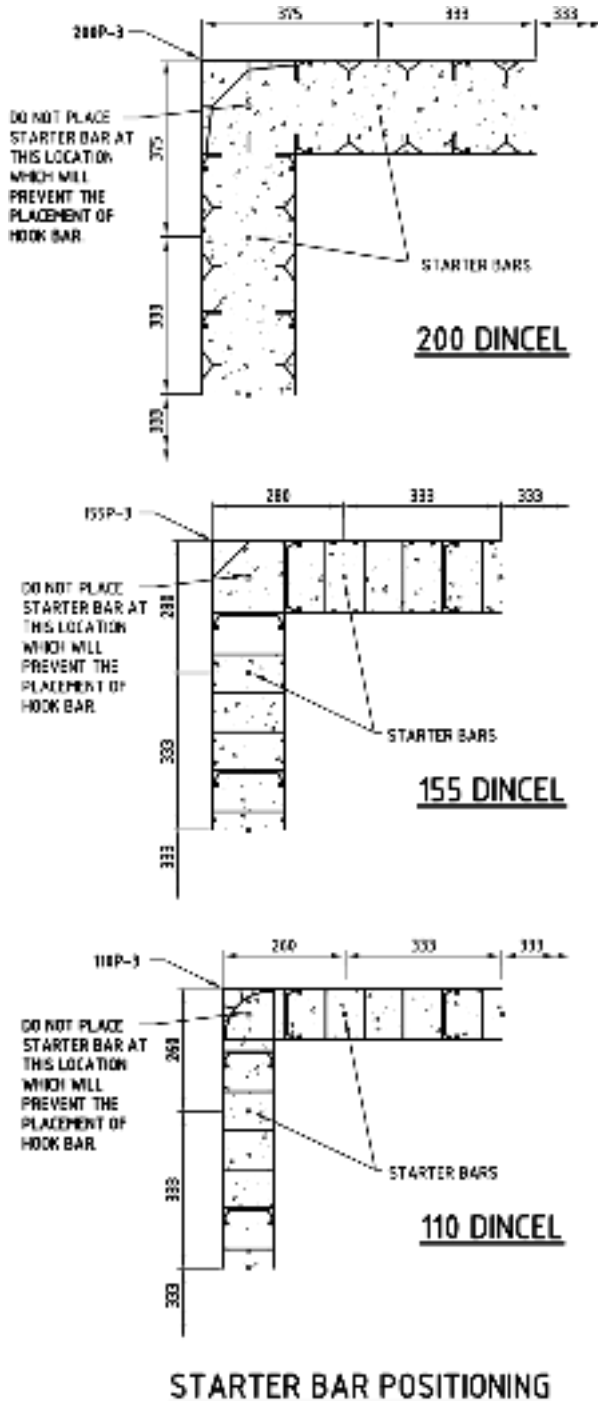 375 333 333
200P-3
DO NOT PLACE
STARTER BAR AT
THIS LOCATION
WHICH WILL
PREVENT THE
PLACEMENT OF
HOOK BAR.
375
STARTER BARS
333
200 DINCEL
333
280 333 333
155P-3
DO NOT PLACE
STARTER BAR AT
THIS LOCATION
WHICH WILL
PREVENT THE
PLACEMENT OF
HOOK BAR.
280
STARTER BARS
333
155 DINCEL
333
260 333 333
110P-3
DO NOT PLACE
STARTER BAR AT
THIS LOCATION
WHICH WILL
PREVENT THE
PLACEMENT OF
HOOK BAR.
260
STARTER BARS
333
110 DINCEL
333
STARTER BAR POSITIONING